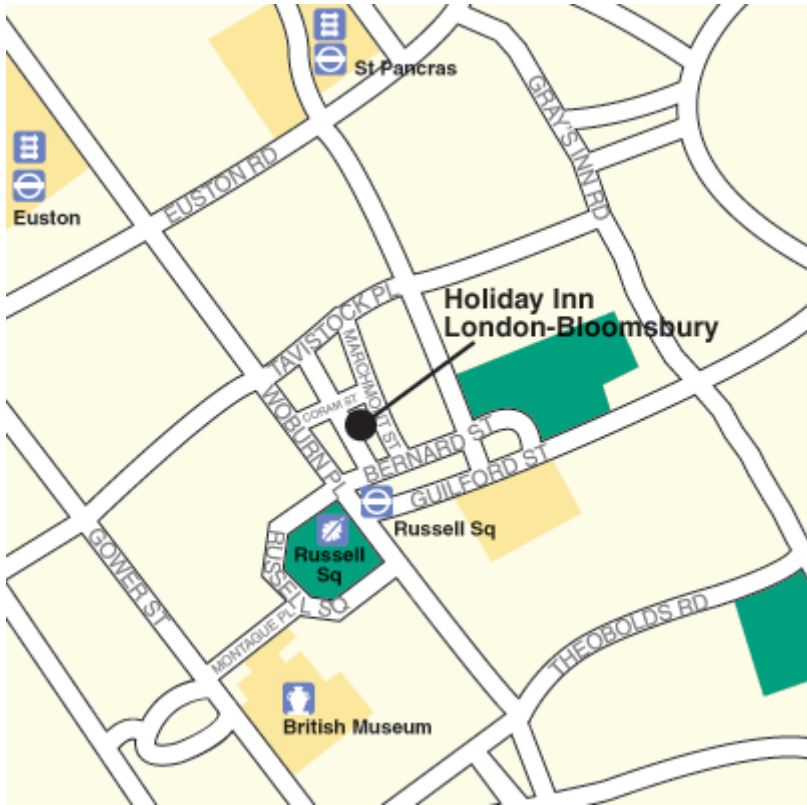 St Pancras
GRAY'S INN RD
EUSTON RD
Euston
Holiday Inn
London-Bloomsbury
TAVISTOCK PL
MARCHMONT ST
CORAM ST
WOBURN PL
BERNARD ST
GUILFORD ST
Russell Sq
Russell
Sq
RUSSELL SQ
GOWER ST
MONTAGUE PL
THEOBOLDS RD
British Museum